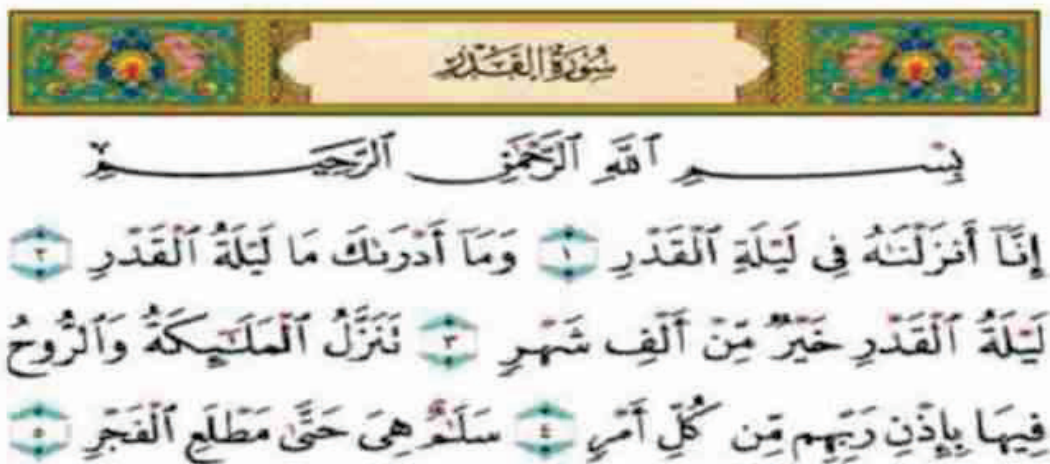 سُورَةُ القَدْرِ
بِسْمِ ٱللَّهِ ٱلرَّحْمَٰنِ ٱلرَّحِيمِ
إِنَّآ أَنزَلْنَٰهُ فِى لَيْلَةِ ٱلْقَدْرِ ١ وَمَآ أَدْرَىٰكَ مَا لَيْلَةُ ٱلْقَدْرِ ٢
لَيْلَةُ ٱلْقَدْرِ خَيْرٌ مِّنْ أَلْفِ شَهْرٍ ٣ تَنَزَّلُ ٱلْمَلَٰٓئِكَةُ وَٱلرُّوحُ
فِيهَا بِإِذْنِ رَبِّهِم مِّن كُلِّ أَمْرٍ ٤ سَلَٰمٌ هِىَ حَتَّىٰ مَطْلَعِ ٱلْفَجْرِ ٥